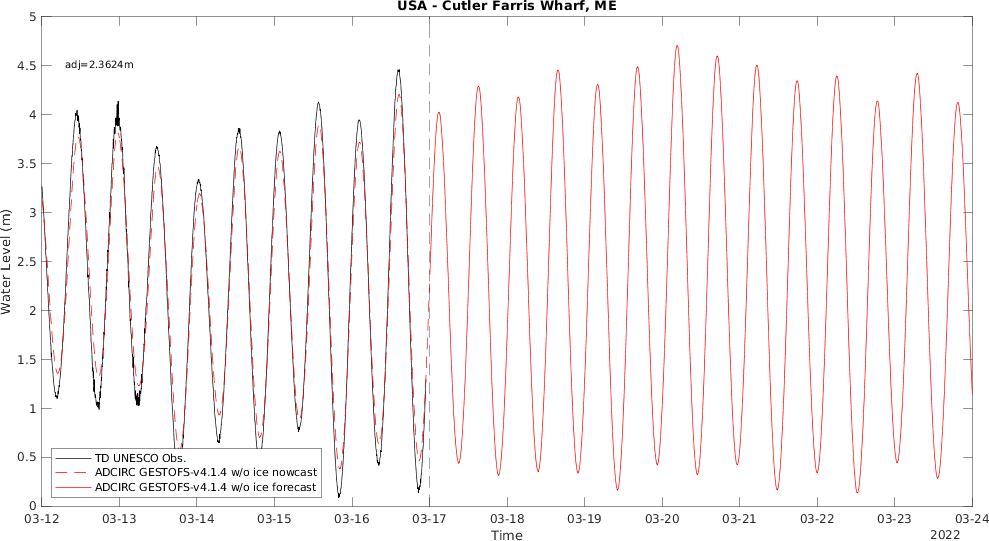 USA - Cutler Farris Wharf, ME
5
4.5
4
3.5
3
2.5
2
1.5
1
0.5
0
adj=2.3624m
Water Level (m)
TD UNESCO Obs.
ADCIRC GESTOFS-v4.1.4 w/o ice nowcast
ADCIRC GESTOFS-v4.1.4 w/o ice forecast
03-12 03-13 03-14 03-15 03-16 03-17 03-18 03-19 03-20 03-21 03-22 03-23 03-24
Time
2022